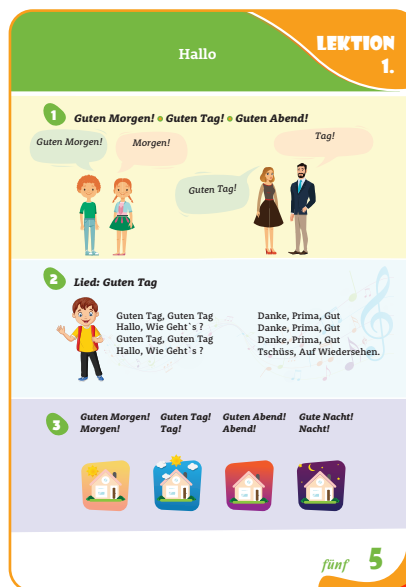 Hallo
LEKTION
1.
1
Guten Morgen! • Guten Tag! • Guten Abend!
Guten Morgen!
Morgen!
Guten Tag!
Tag!
2
Lied: Guten Tag
Guten Tag, Guten Tag
Hallo, Wie Geht`s ?
Guten Tag, Guten Tag
Hallo, Wie Geht`s ?
Danke, Prima, Gut
Danke, Prima, Gut
Danke, Prima, Gut
Tschüss, Auf Wiedersehen.
3
Guten Morgen!
Morgen!
Guten Tag!
Tag!
Guten Abend!
Abend!
Gute Nacht!
Nacht!
fünf 5